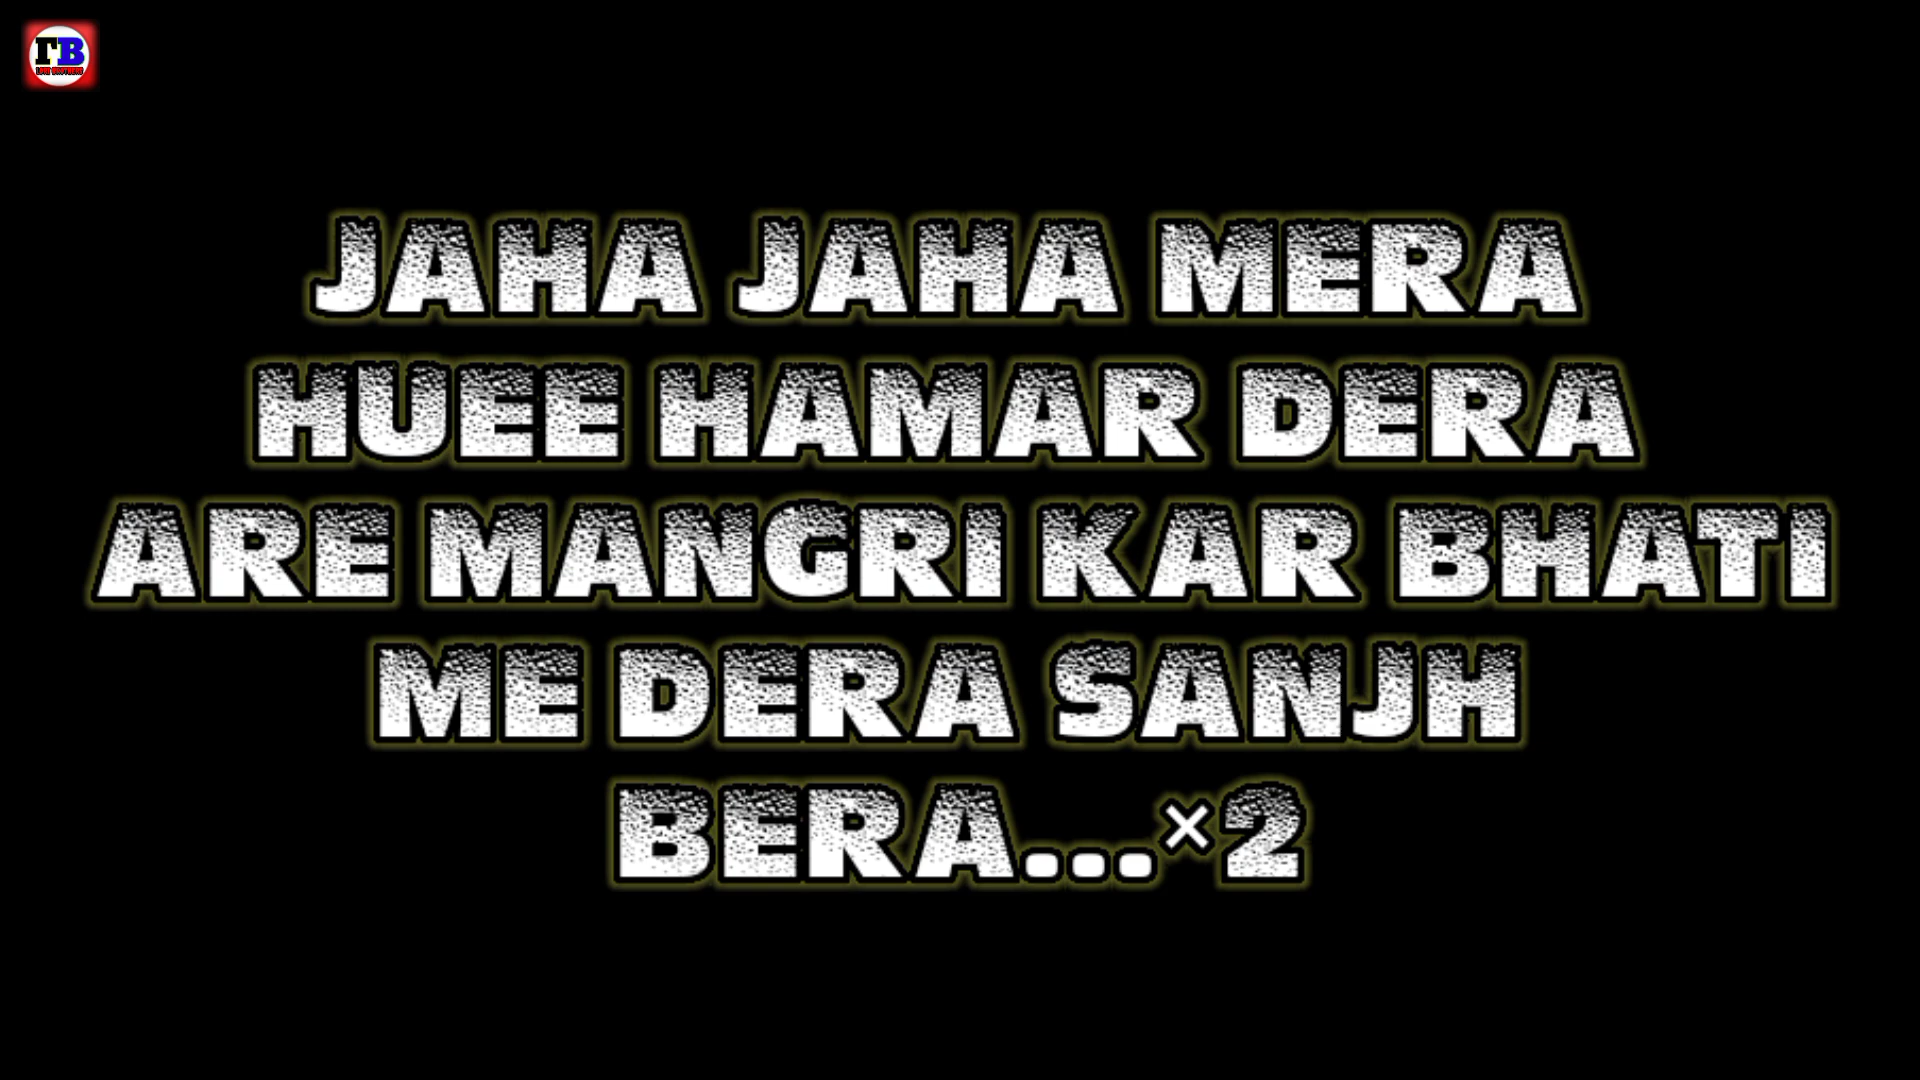 JAHA JAHA MERA
HUEE HAMAR DERA
ARE MANGRI KAR BHATI
ME DERA SANJH
BERA...×2